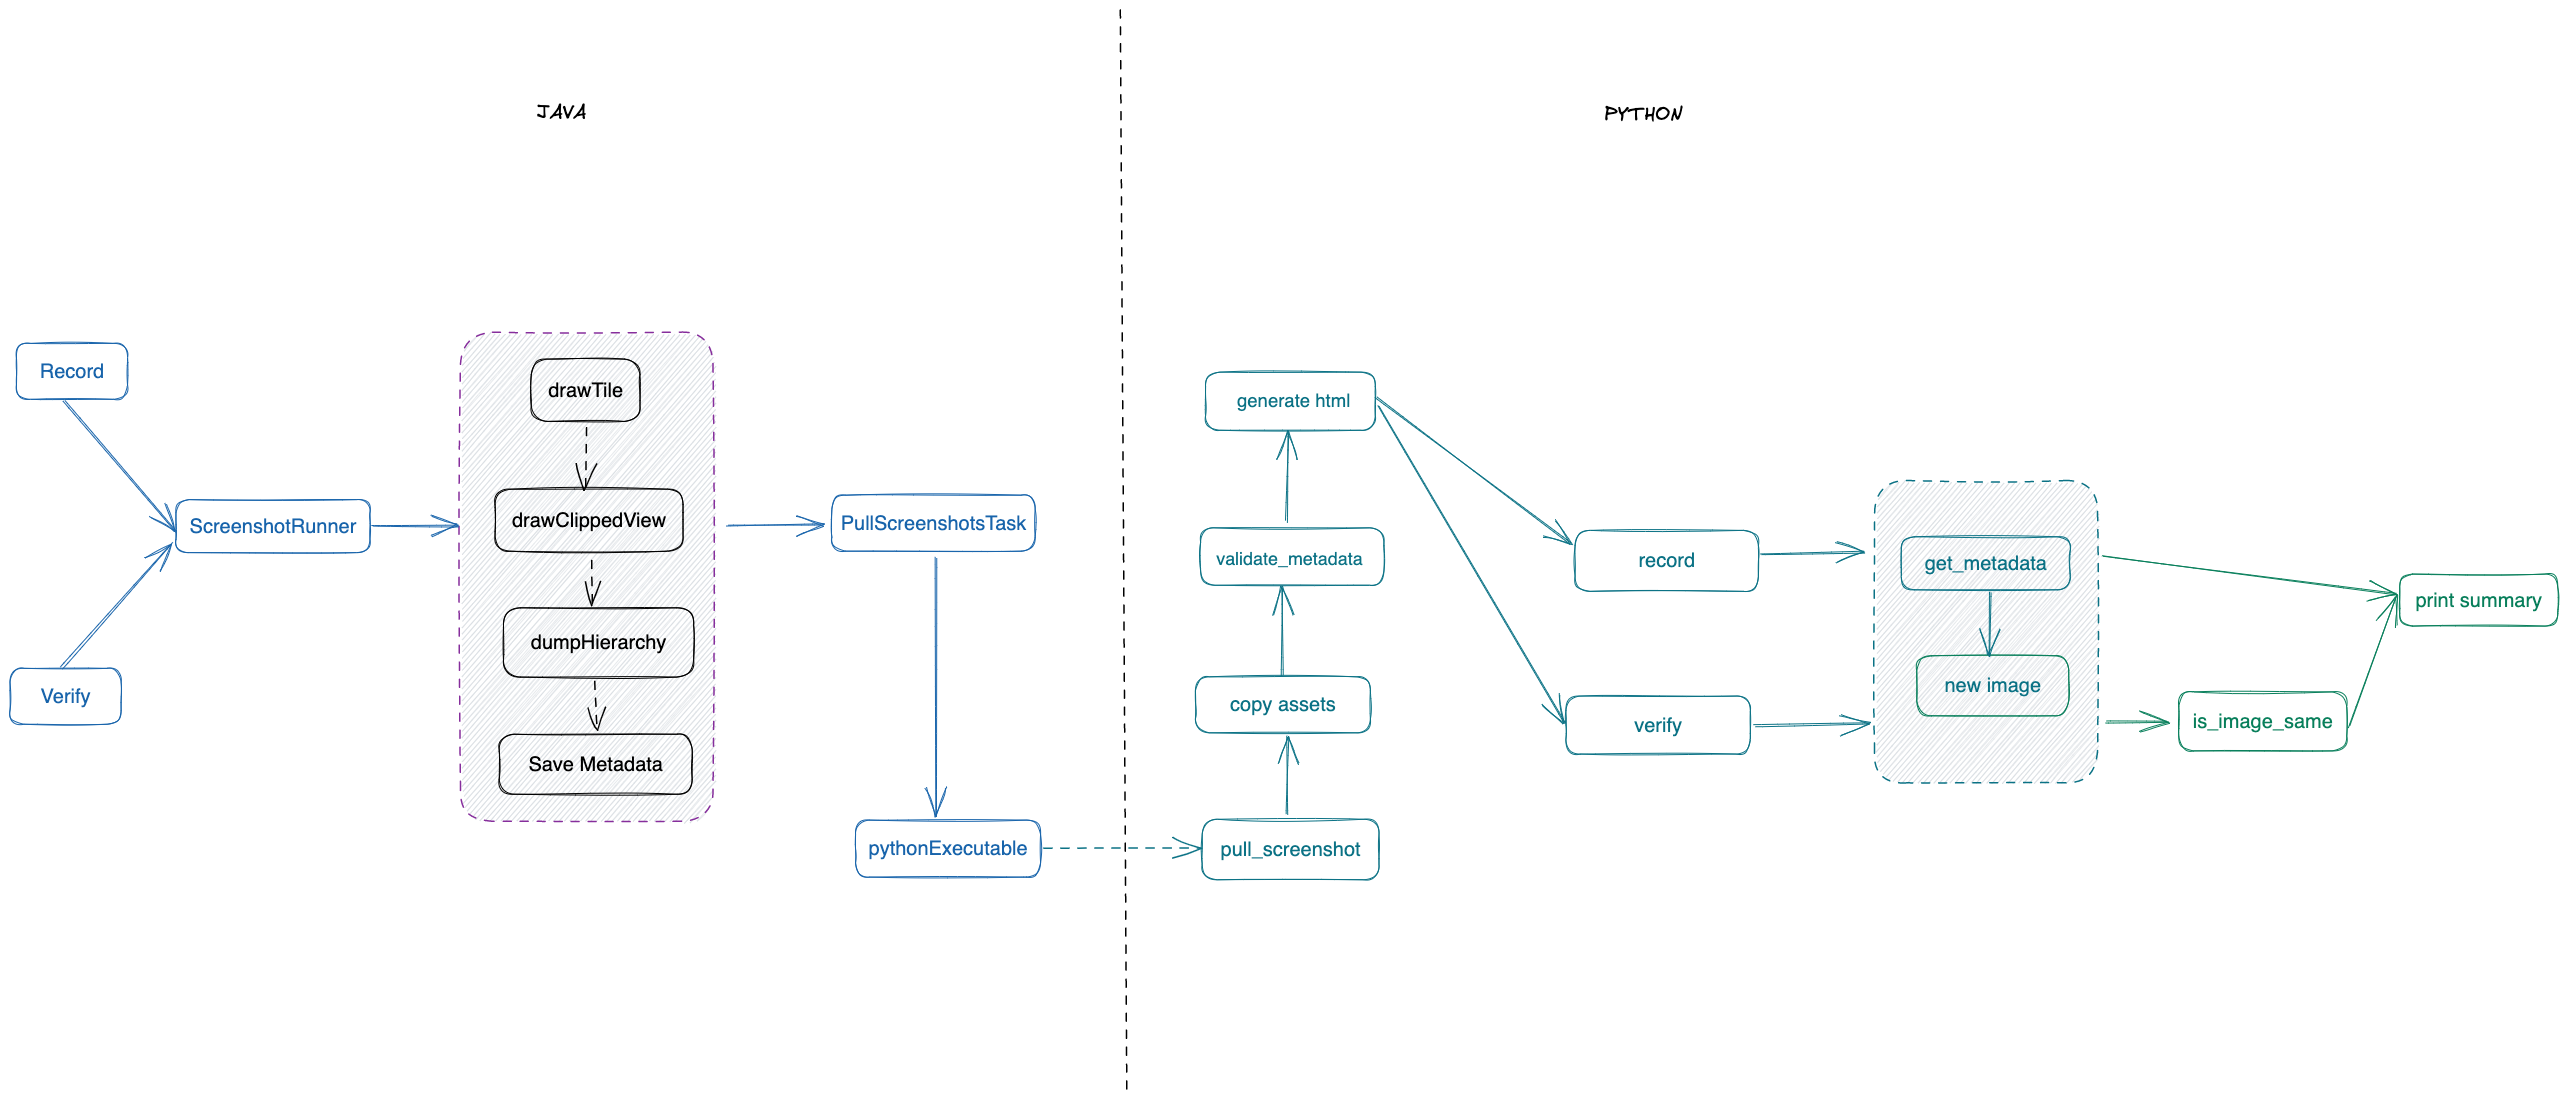 JAVA
PYTHON
Record
Verify
ScreenshotRunner
drawTile
drawClippedView
dumpHierarchy
Save Metadata
PullScreenshotsTask
pythonExecutable
generate html
validate_metadata
copy assets
pull_screenshot
record
verify
get_metadata
new image
is_image_same
print summary